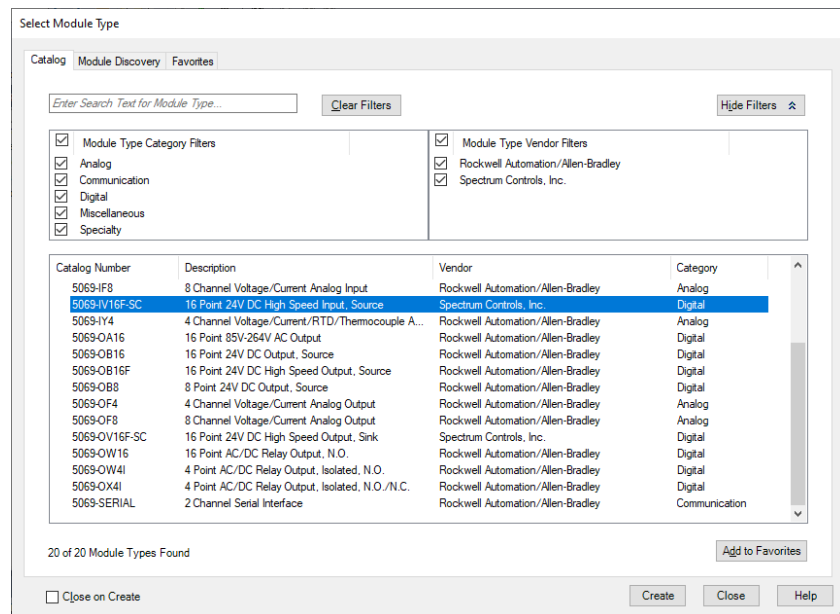 Select Module Type
Catalog Module Discovery Favorites
Enter Search Text for Module Type... Clear Filters Hide Filters
Module Type Category Filters Module Type Vendor Filters
Analog Rockwell Automation/Allen-Bradley
Communication Spectrum Controls, Inc.
Digital
Miscellaneous
Specialty
Catalog Number Description Vendor Category
5069-IF8 8 Channel Voltage/Current Analog Input Rockwell Automation/Allen-Bradley Analog
5069-IV16F-SC 16 Point 24V DC High Speed Input, Source Spectrum Controls, Inc. Digital
5069-IY4 4 Channel Voltage/Current/RTD/Thermocouple A... Rockwell Automation/Allen-Bradley Analog
5069-OA16 16 Point 85V-264V AC Output Rockwell Automation/Allen-Bradley Digital
5069-OB16 16 Point 24V DC Output, Source Rockwell Automation/Allen-Bradley Digital
5069-OB16F 16 Point 24V DC High Speed Output, Source Rockwell Automation/Allen-Bradley Digital
5069-OB8 8 Point 24V DC Output, Source Rockwell Automation/Allen-Bradley Digital
5069-OF4 4 Channel Voltage/Current Analog Output Rockwell Automation/Allen-Bradley Analog
5069-OF8 8 Channel Voltage/Current Analog Output Rockwell Automation/Allen-Bradley Analog
5069-OV16F-SC 16 Point 24V DC High Speed Output, Sink Spectrum Controls, Inc. Digital
5069-OW16 16 Point AC/DC Relay Output, N.O. Rockwell Automation/Allen-Bradley Digital
5069-OW4I 4 Point AC/DC Relay Output, Isolated, N.O. Rockwell Automation/Allen-Bradley Digital
5069-OX4I 4 Point AC/DC Relay Output, Isolated, N.O./N.C. Rockwell Automation/Allen-Bradley Digital
5069-SERIAL 2 Channel Serial Interface Rockwell Automation/Allen-Bradley Communication
20 of 20 Module Types Found Add to Favorites
Close on Create Create Close Help